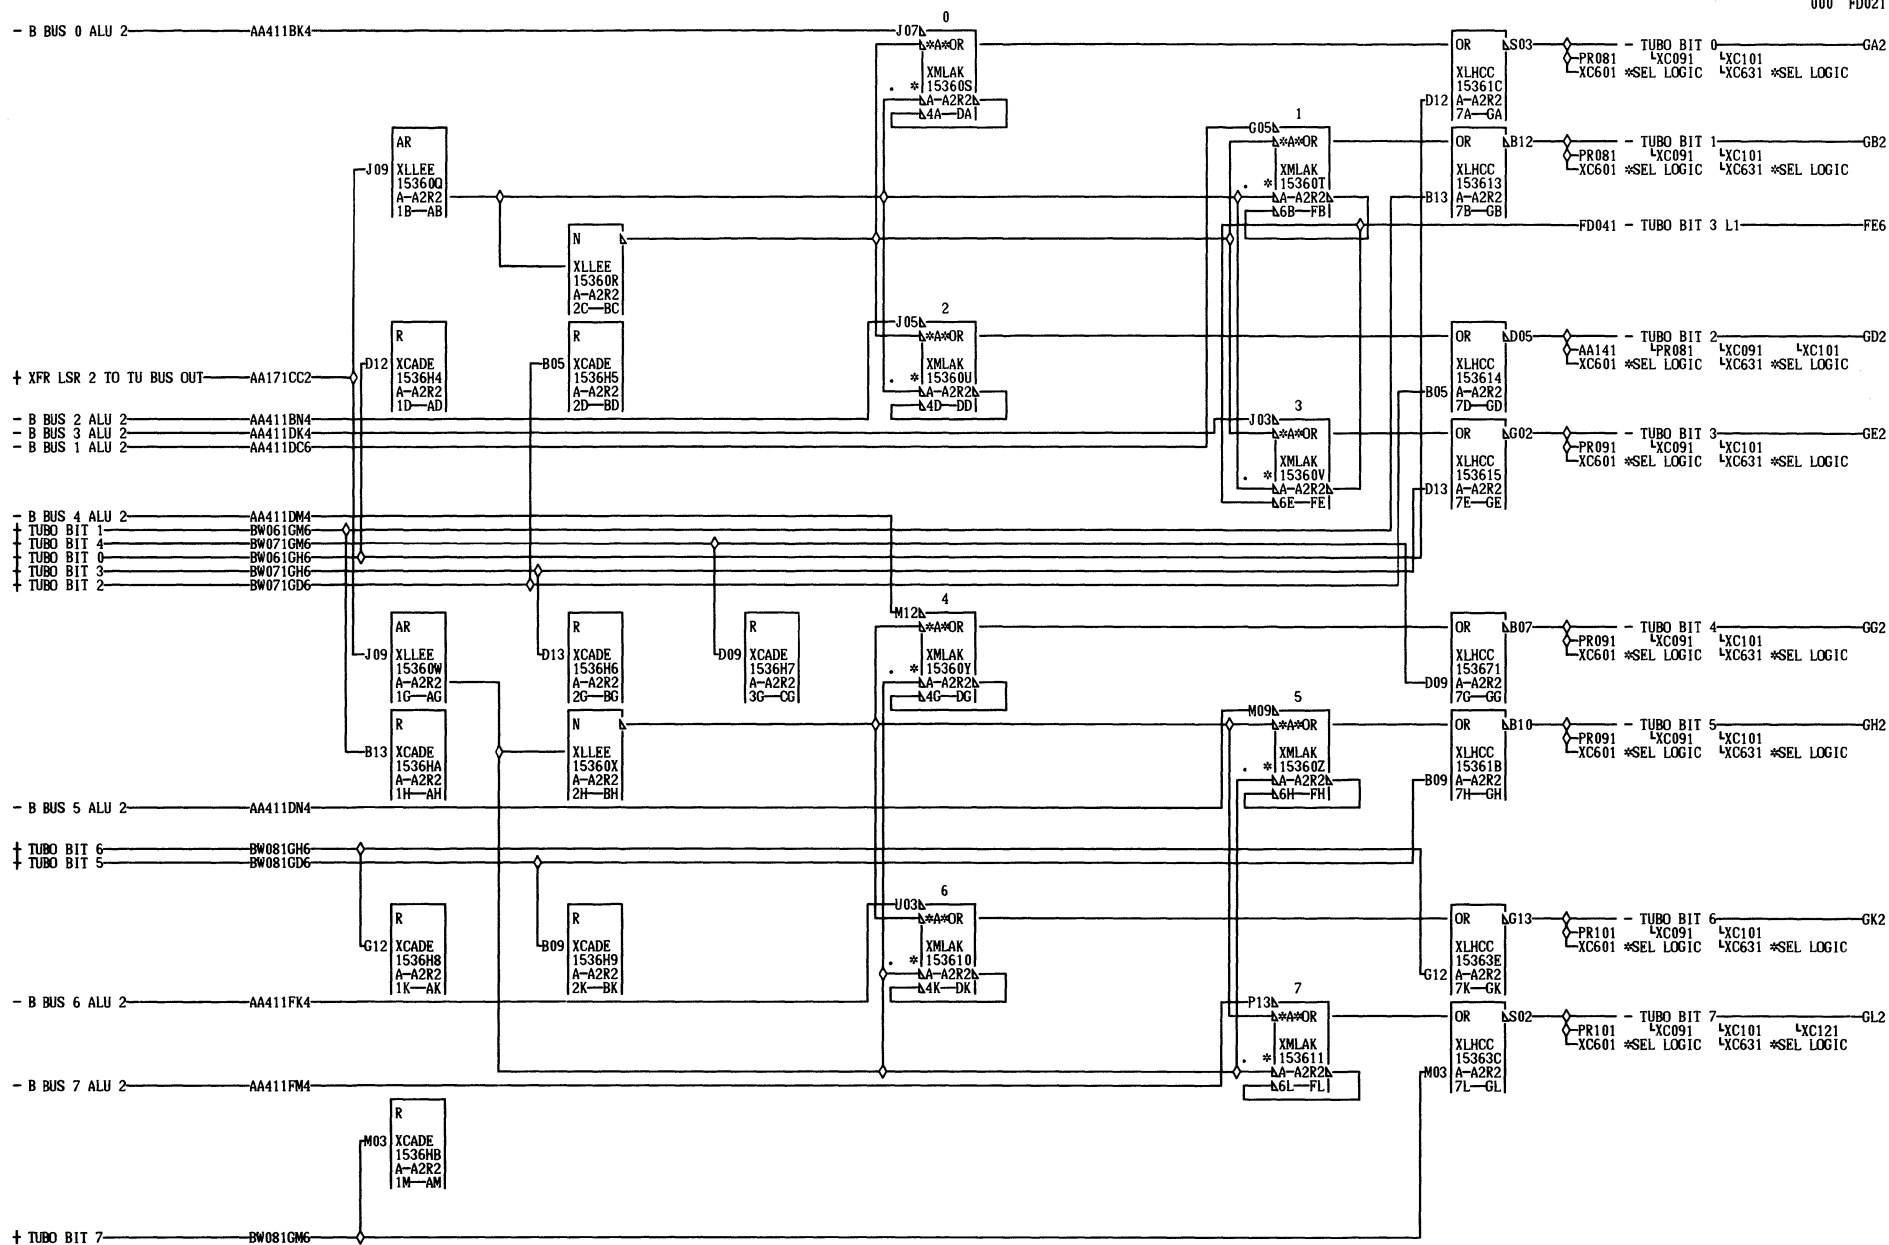 000 FD021
0
- B BUS 0 ALU 2 AA411BK4 J07 *A*OR OR S03 - TUBO BIT 0 GA2
PR081 XC091 XC101
XMLAK XLHCC XC601 *SEL LOGIC XC631 *SEL LOGIC
. * 15360S 15361C
A-A2R2 D12 A-A2R2
4A-DA 7A-GA
1
G05
AR *A*OR OR B12 - TUBO BIT 1 GB2
PR081 XC091 XC101
J09 XLLEE XMLAK XLHCC XC601 *SEL LOGIC XC631 *SEL LOGIC
15360Q . * 15360T 153613
A-A2R2 A-A2R2 B13 A-A2R2
1B-AB 6B-FB 7B-GB
FD041 - TUBO BIT 3 L1 FE6
N
XLLEE
15360R
A-A2R2
2C-BC
2
J05
R R *A*OR OR D05 - TUBO BIT 2 GD2
AA141 PR081 XC091 XC101
D12 XCADE B05 XCADE XMLAK XLHCC XC601 *SEL LOGIC XC631 *SEL LOGIC
+ XFR LSR 2 TO TU BUS OUT AA171CC2 1536H4 1536H5 . * 15360U 153614
A-A2R2 A-A2R2 A-A2R2 B05 A-A2R2
1D-AD 2D-BD 4D-DD 7D-GD
3
- B BUS 2 ALU 2 AA411BN4 J03
- B BUS 3 ALU 2 AA411DK4 *A*OR OR G02 - TUBO BIT 3 GE2
- B BUS 1 ALU 2 AA411DC6 PR091 XC091 XC101
XMLAK XLHCC XC601 *SEL LOGIC XC631 *SEL LOGIC
. * 15360V 153615
A-A2R2 D13 A-A2R2
6E-FE 7E-GE
- B BUS 4 ALU 2 AA411DM4
+ TUBO BIT 1 BW061GM6
+ TUBO BIT 4 BW071GM6
+ TUBO BIT 0 BW061GH6
+ TUBO BIT 3 BW071GH6
+ TUBO BIT 2 BW071GD6
4
M12
AR R R *A*OR OR B07 - TUBO BIT 4 GG2
PR091 XC091 XC101
J09 XLLEE D13 XCADE D09 XCADE XMLAK XLHCC XC601 *SEL LOGIC XC631 *SEL LOGIC
15360W 1536H6 1536H7 . * 15360Y 153671
A-A2R2 A-A2R2 A-A2R2 A-A2R2 D09 A-A2R2
1G-AG 2G-BG 3G-CG 4G-DG 7G-GG
5
M09
R N *A*OR OR B10 - TUBO BIT 5 GH2
PR091 XC091 XC101
B13 XCADE XLLEE XMLAK XLHCC XC601 *SEL LOGIC XC631 *SEL LOGIC
1536HA 15360X . * 15360Z 15361B
A-A2R2 A-A2R2 A-A2R2 B09 A-A2R2
1H-AH 2H-BH 6H-FH 7H-GH
- B BUS 5 ALU 2 AA411DN4
+ TUBO BIT 6 BW081GH6
+ TUBO BIT 5 BW081GD6
6
U03
R R *A*OR OR G13 - TUBO BIT 6 GK2
PR101 XC091 XC101
G12 XCADE B09 XCADE XMLAK XLHCC XC601 *SEL LOGIC XC631 *SEL LOGIC
1536H8 1536H9 . * 153610 15363E
A-A2R2 A-A2R2 A-A2R2 G12 A-A2R2
1K-AK 2K-BK 4K-DK 7K-GK
7
- B BUS 6 ALU 2 AA411FK4 P13
*A*OR OR S02 - TUBO BIT 7 GL2
PR101 XC091 XC101 XC121
XMLAK XLHCC XC601 *SEL LOGIC XC631 *SEL LOGIC
. * 153611 15363C
A-A2R2 M03 A-A2R2
- B BUS 7 ALU 2 AA411FM4 6L-FL 7L-GL
R
M03 XCADE
1536HB
A-A2R2
1M-AM
+ TUBO BIT 7 BW081GM6